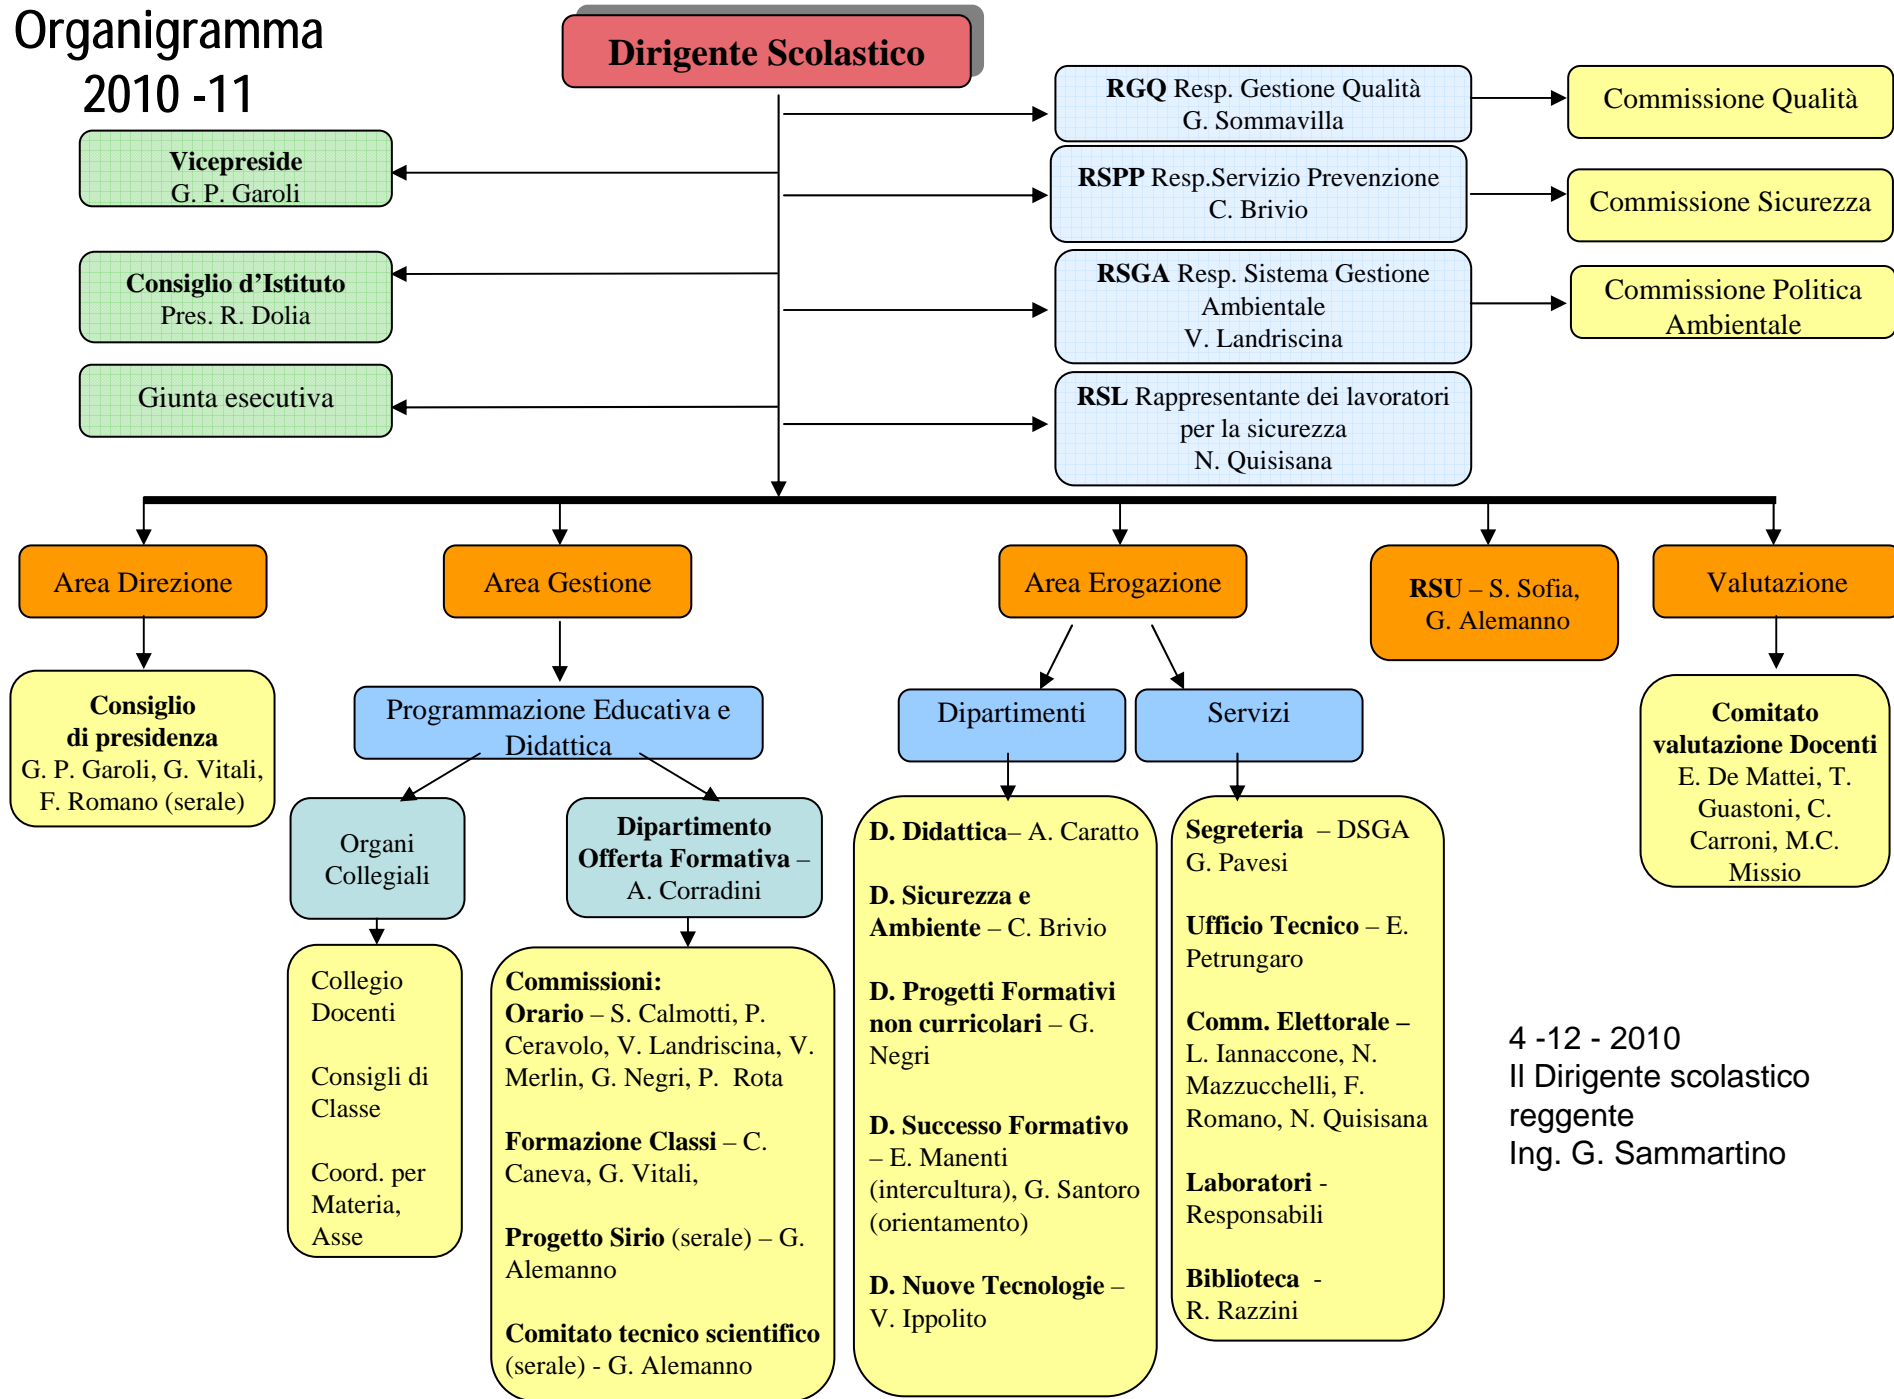 Organigramma
2010 -11
Dirigente Scolastico
Vicepreside
G. P. Garoli
Consiglio d’Istituto
Pres. R. Dolia
Giunta esecutiva
RGQ Resp. Gestione Qualità
G. Sommavilla
Commissione Qualità
RSPP Resp.Servizio Prevenzione
C. Brivio
Commissione Sicurezza
RSGA Resp. Sistema Gestione
Ambientale
V. Landriscina
Commissione Politica
Ambientale
RSL Rappresentante dei lavoratori
per la sicurezza
N. Quisisana
Area Direzione
Area Gestione
Area Erogazione
RSU – S. Sofia,
G. Alemanno
Valutazione
Consiglio
di presidenza
G. P. Garoli, G. Vitali,
F. Romano (serale)
Programmazione Educativa e
Didattica
Dipartimenti
Servizi
Comitato
valutazione Docenti
E. De Mattei, T.
Guastoni, C.
Carroni, M.C.
Missio
Organi
Collegiali
Dipartimento
Offerta Formativa –
A. Corradini
Collegio
Docenti
Consigli di
Classe
Coord. per
Materia,
Asse
Commissioni:
Orario – S. Calmotti, P.
Ceravolo, V. Landriscina, V.
Merlin, G. Negri, P. Rota
Formazione Classi – C.
Caneva, G. Vitali,
Progetto Sirio (serale) – G.
Alemanno
Comitato tecnico scientifico
(serale) - G. Alemanno
D. Didattica– A. Caratto
D. Sicurezza e
Ambiente – C. Brivio
D. Progetti Formativi
non curricolari – G.
Negri
D. Successo Formativo
– E. Manenti
(intercultura), G. Santoro
(orientamento)
D. Nuove Tecnologie –
V. Ippolito
Segreteria – DSGA
G. Pavesi
Ufficio Tecnico – E.
Petrungaro
Comm. Elettorale –
L. Iannaccone, N.
Mazzucchelli, F.
Romano, N. Quisisana
Laboratori -
Responsabili
Biblioteca -
R. Razzini
4 -12 - 2010
Il Dirigente scolastico
reggente
Ing. G. Sammartino